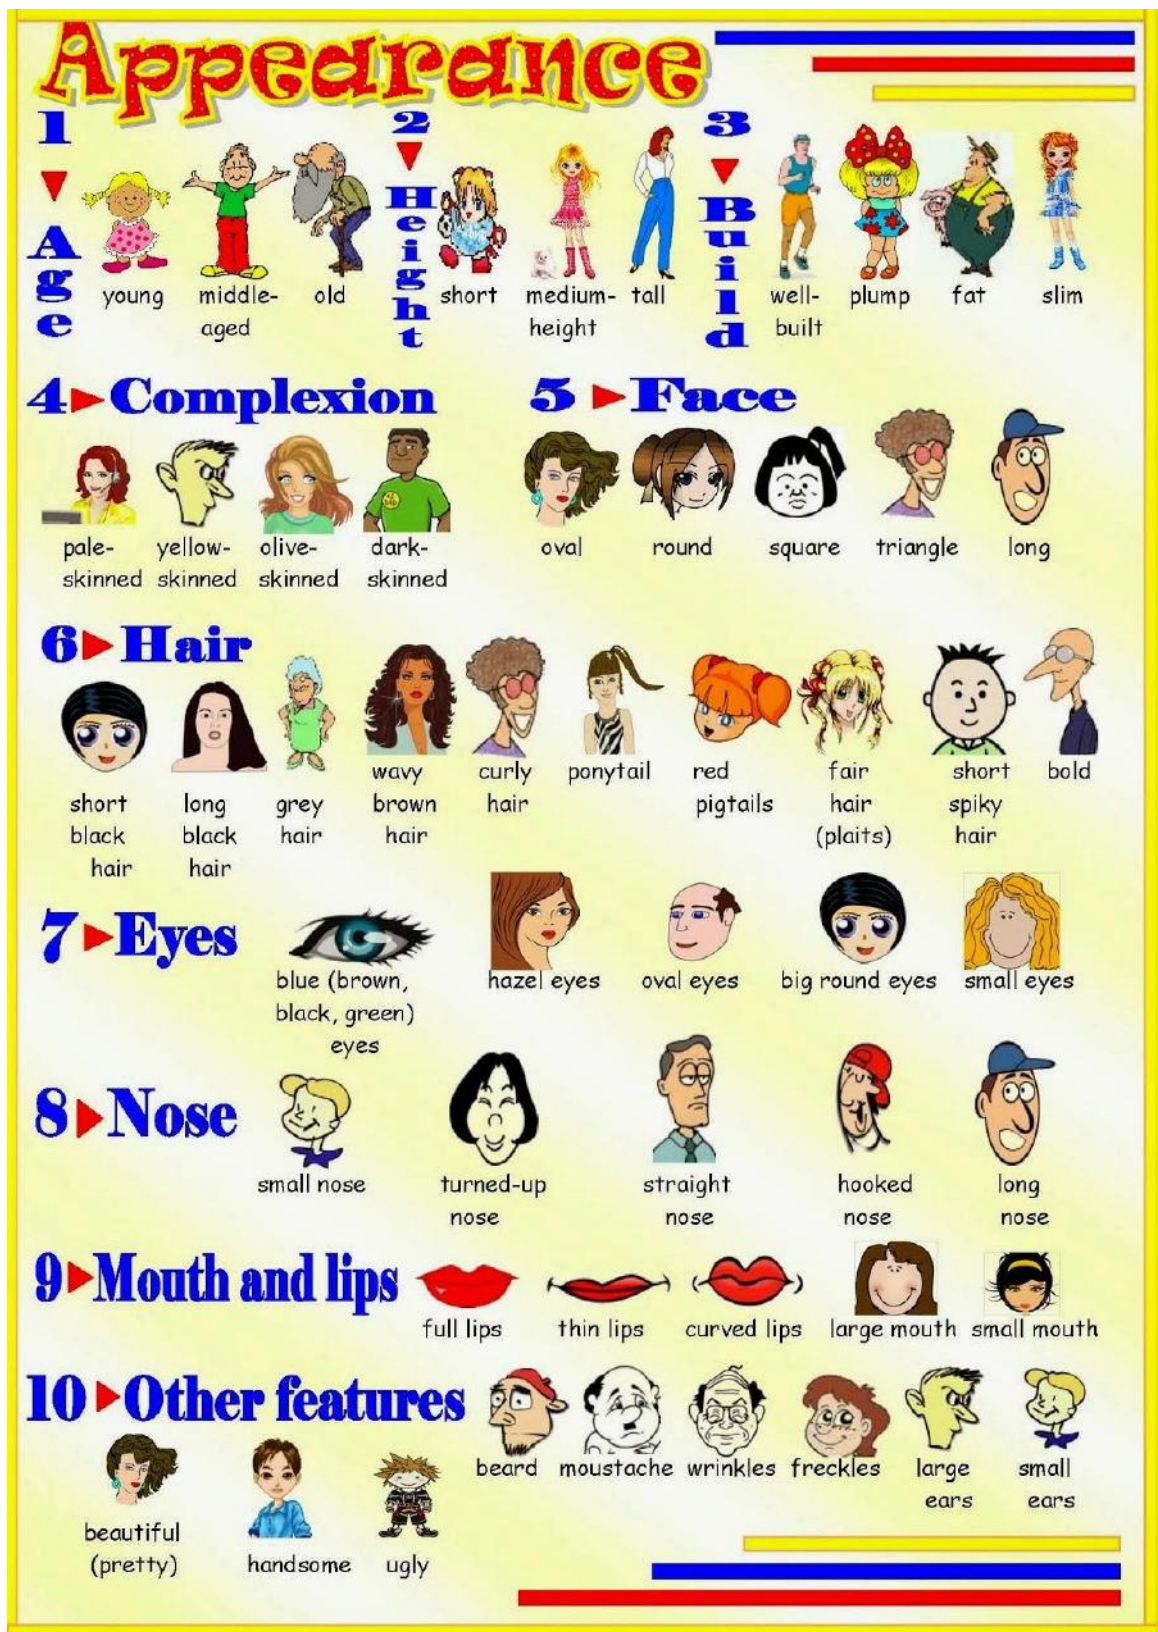 Appearance
1 Age
young middle- old
aged
2 Height
short medium- tall
height
3 Build
well- plump fat slim
built
4 Complexion
pale- yellow- olive- dark-
skinned skinned skinned skinned
5 Face
oval round square triangle long
6 Hair
wavy curly ponytail red fair short bold
short long grey brown hair pigtails hair spiky
black black hair hair (plaits) hair
hair hair
7 Eyes
blue (brown, hazel eyes oval eyes big round eyes small eyes
black, green)
eyes
8 Nose
small nose turned-up straight hooked long
nose nose nose nose
9 Mouth and lips
full lips thin lips curved lips large mouth small mouth
10 Other features
beard moustache wrinkles freckles large small
ears ears
beautiful
(pretty) handsome ugly